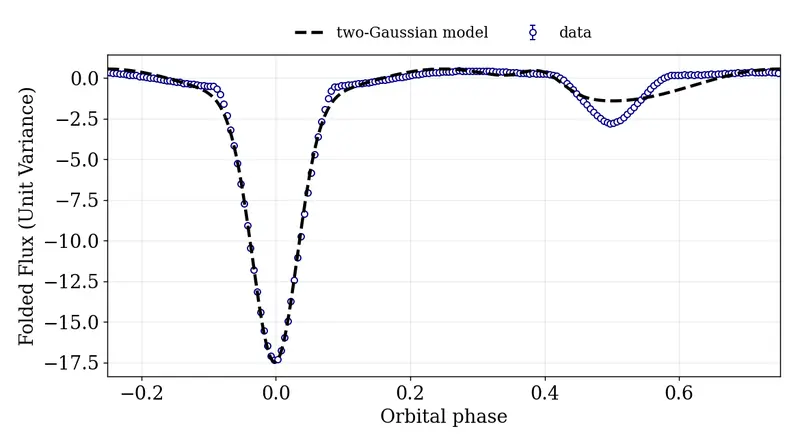 two-Gaussian model data
Folded Flux (Unit Variance)
0.0
−2.5
−5.0
−7.5
−10.0
−12.5
−15.0
−17.5
−0.2 0.0 0.2 0.4 0.6
Orbital phase